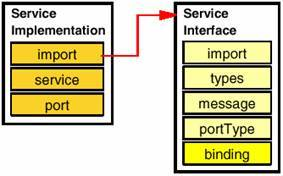 Service
Implementation
import
service
port
Service
Interface
import
types
message
portType
binding